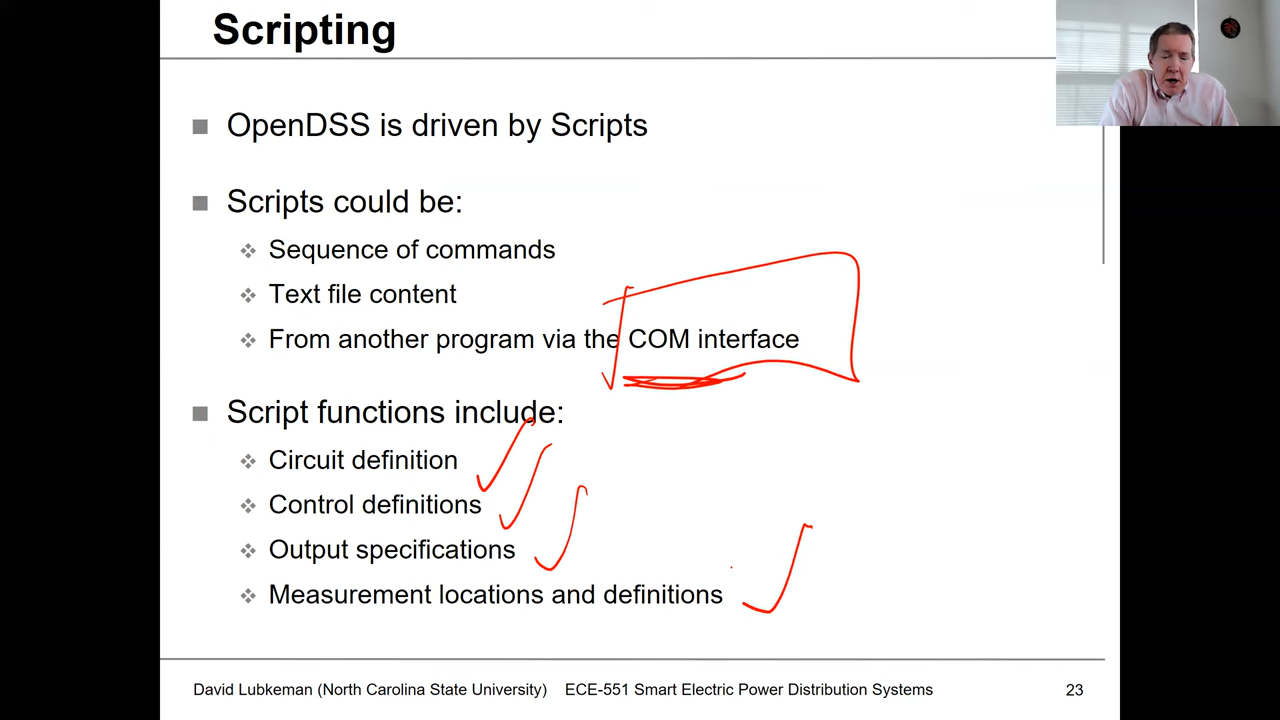 Scripting
OpenDSS is driven by Scripts
Scripts could be:
Sequence of commands
Text file content
From another program via the COM interface
Script functions include:
Circuit definition
Control definitions
Output specifications
Measurement locations and definitions
David Lubkeman (North Carolina State University) ECE-551 Smart Electric Power Distribution Systems 23